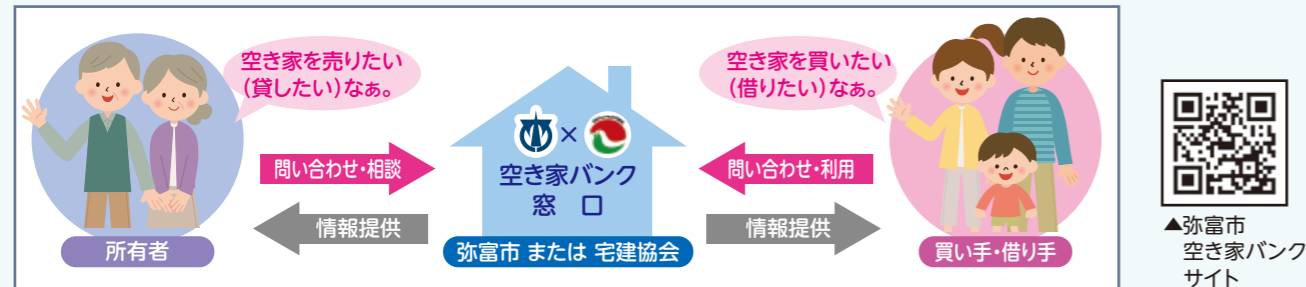 空き家を売りたい
(貸したい)なぁ。
空き家を買いたい
(借りたい)なぁ。
×
空き家バンク
窓 口
問い合わせ・相談
問い合わせ・利用
情報提供
情報提供
所有者
弥富市 または 宅建協会
買い手・借り手
▲弥富市
空き家バンク
サイト